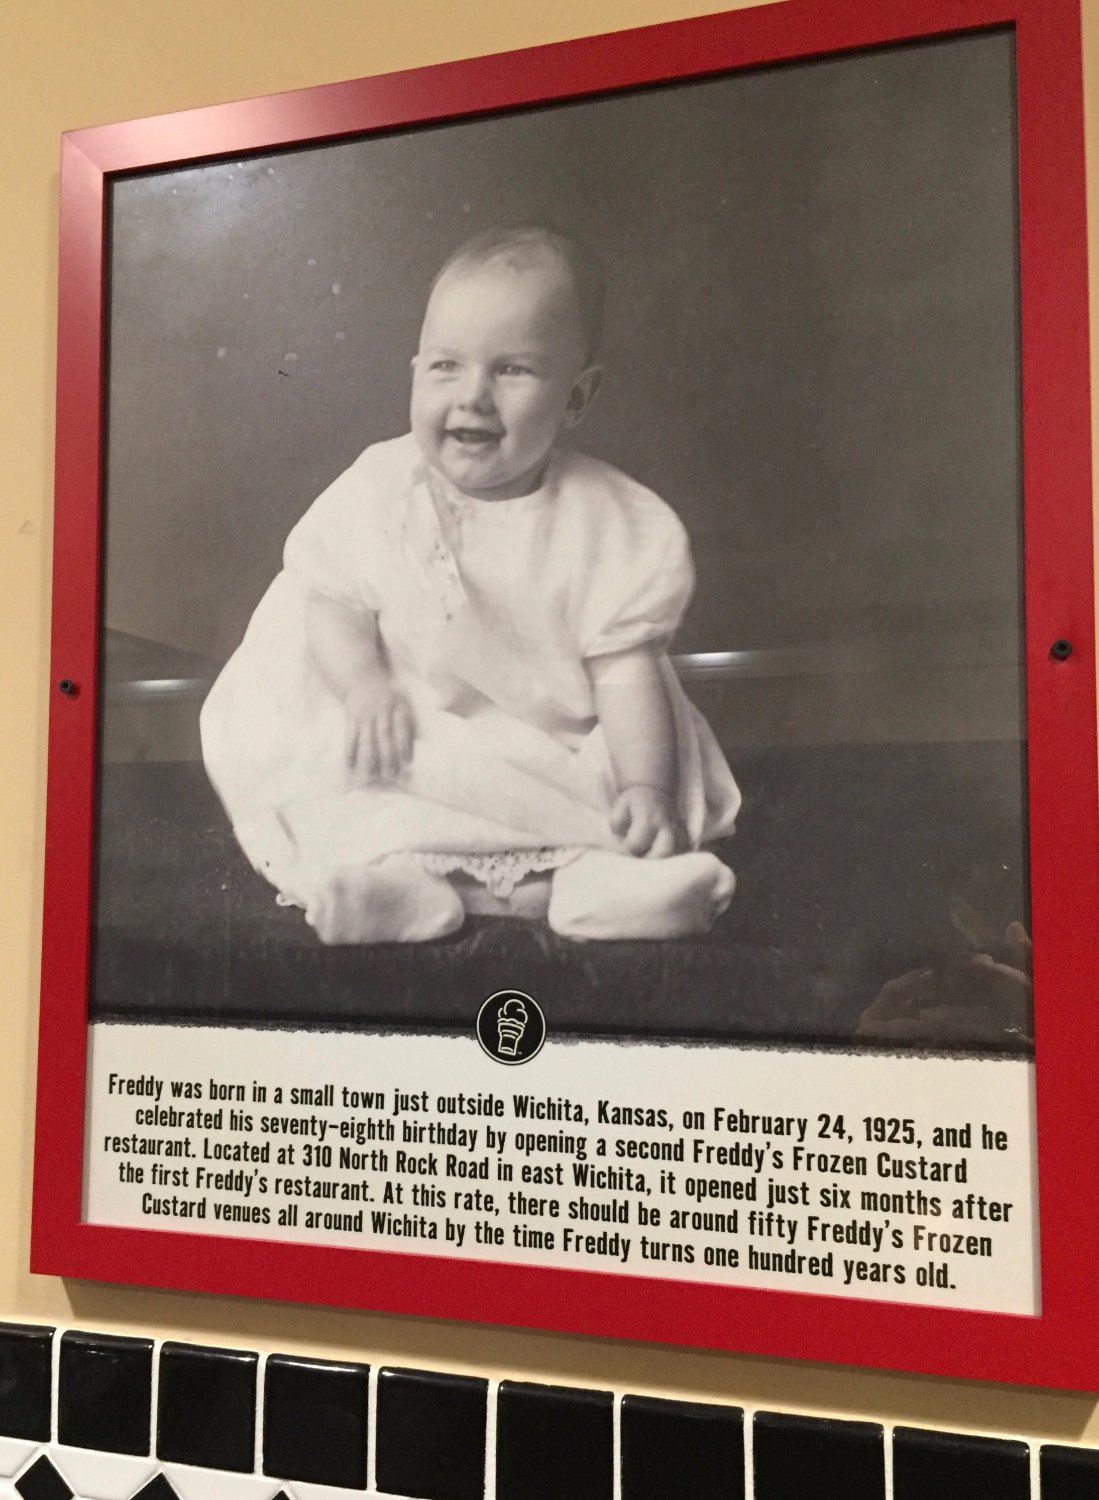 Freddy was born in a small town just outside Wichita, Kansas, on February 24, 1925, and he
celebrated his seventy-eighth birthday by opening a second Freddy's Frozen Custard
restaurant. Located at 310 North Rock Road in east Wichita, it opened just six months after
the first Freddy's restaurant. At this rate, there should be around fifty Freddy's Frozen
Custard venues all around Wichita by the time Freddy turns one hundred years old.